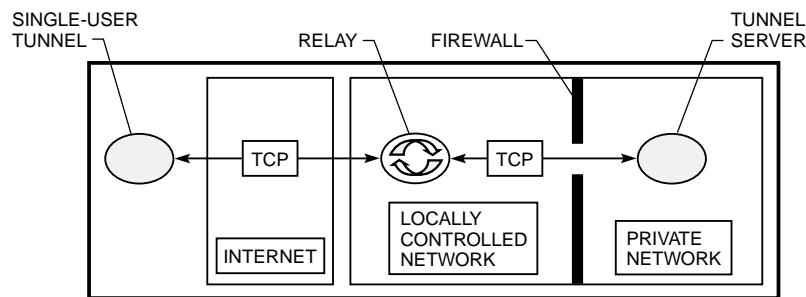 SINGLE-USER
TUNNEL
RELAY
FIREWALL
TUNNEL
SERVER
TCP
TCP
INTERNET
LOCALLY
CONTROLLED
NETWORK
PRIVATE
NETWORK